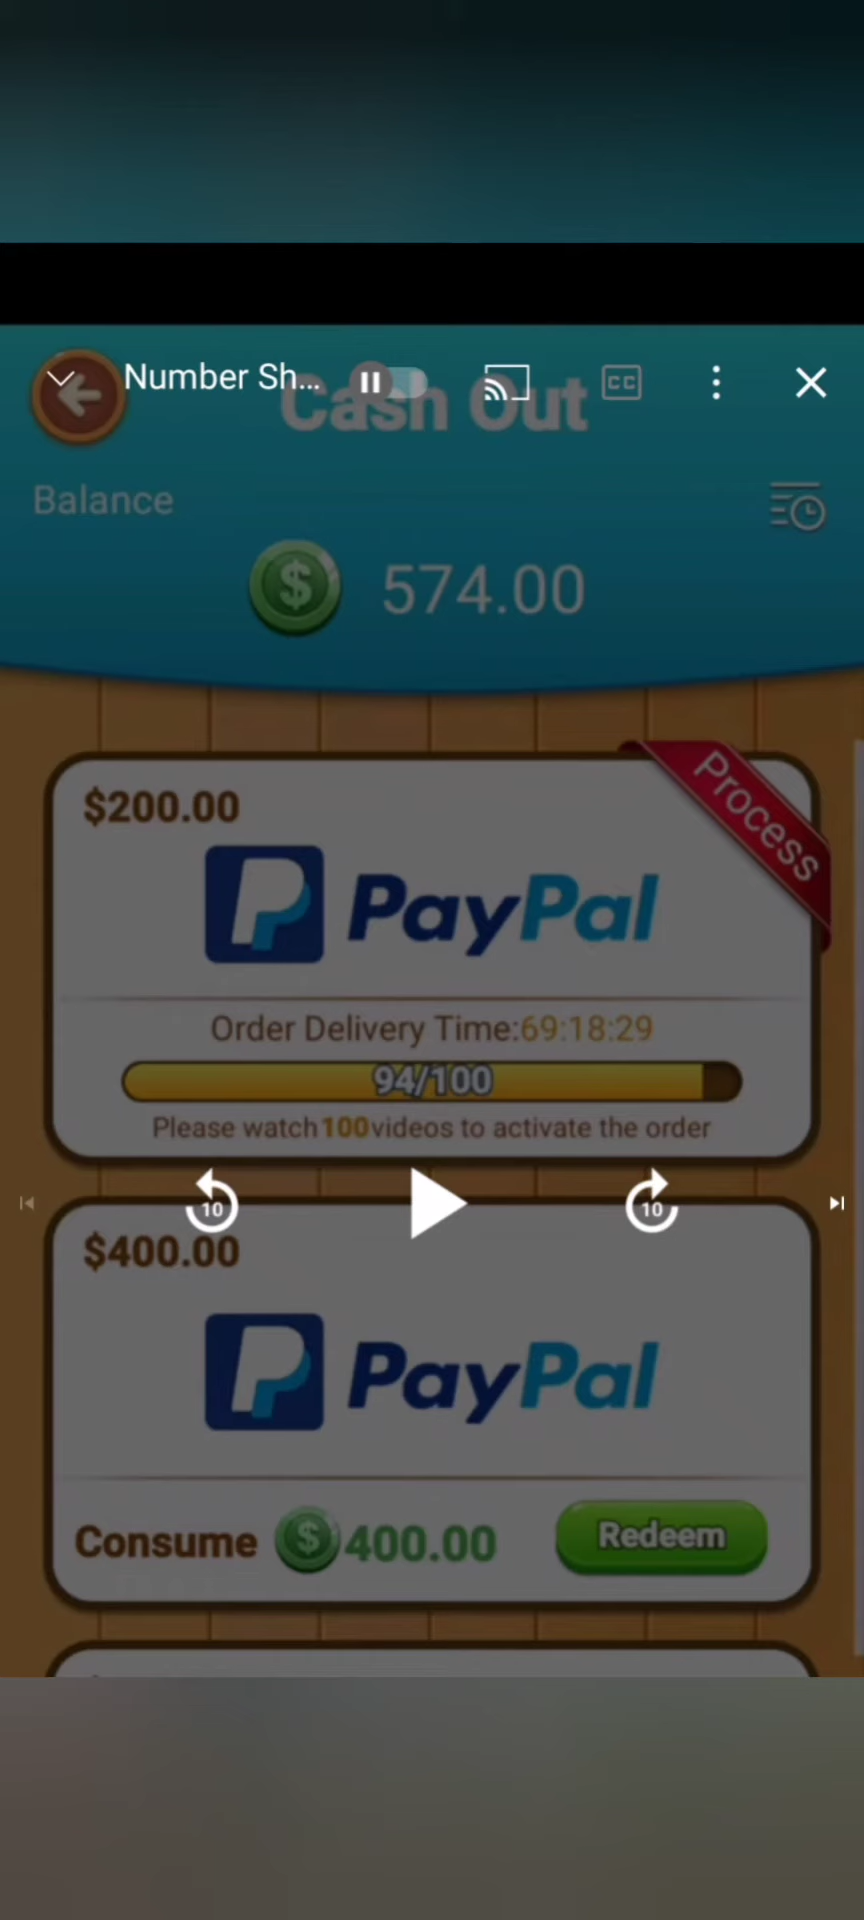 Number Sh...
CC
Cash Out
Balance
$ 574.00
Process
$200.00
P PayPal
Order Delivery Time:69:18:29
94/100
Please watch 100 videos to activate the order
10 10
$400.00
P PayPal
Consume $ 400.00 Redeem